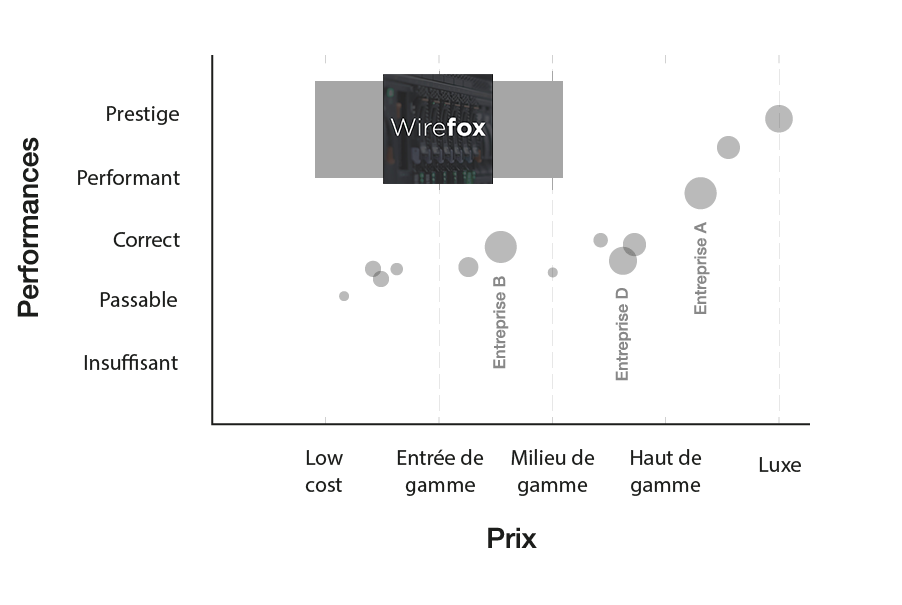 Performances
Prestige
Performant
Correct
Passable
Insuffisant
Wirefox
Entreprise B
Entreprise D
Entreprise A
Low
cost
Entrée de
gamme
Milieu de
gamme
Haut de
gamme
Luxe
Prix